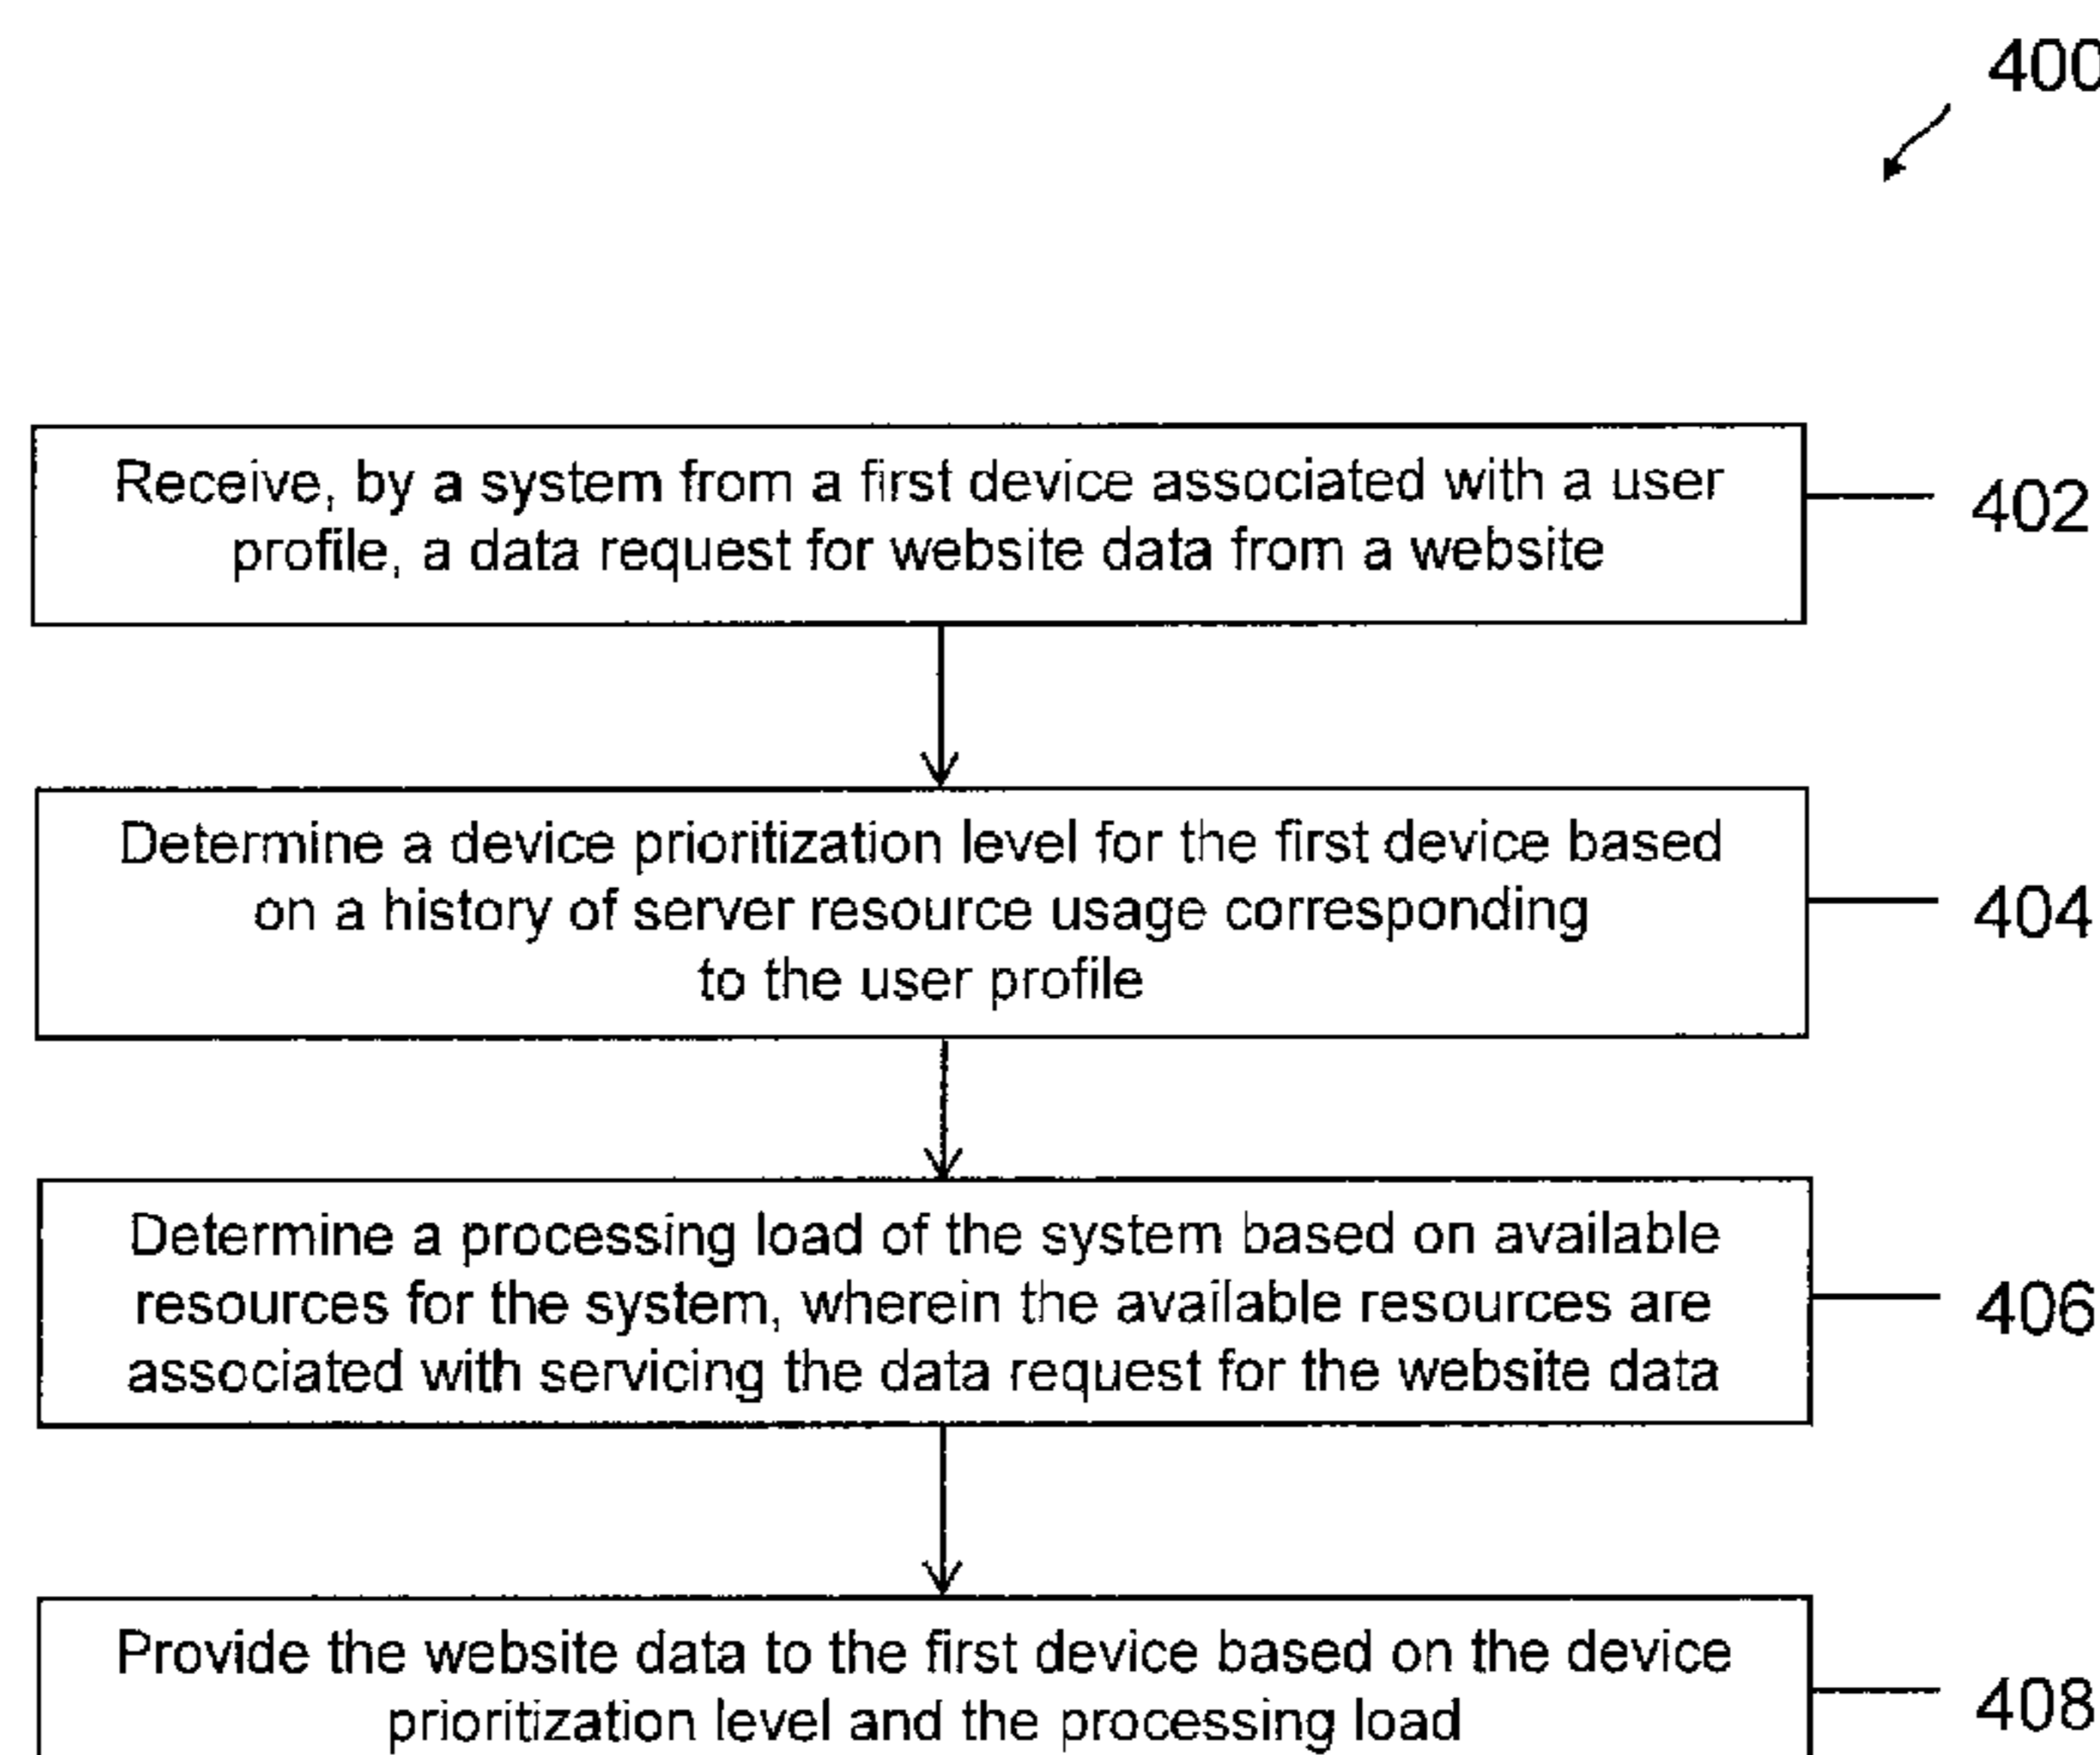 400
Receive, by a system from a first device associated with a user
profile, a data request for website data from a website
402
Determine a device prioritization level for the first device based
on a history of server resource usage corresponding
to the user profile
404
Determine a processing load of the system based on available
resources for the system, wherein the available resources are
associated with servicing the data request for the website data
406
Provide the website data to the first device based on the device
prioritization level and the processing load
408